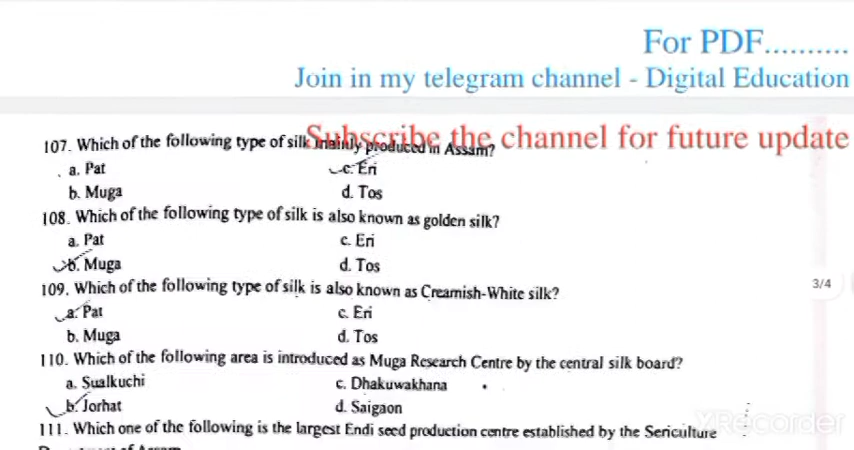 For PDF..........
Join in my telegram channel - Digital Education
Subscribe the channel for future update
107. Which of the following type of silk mainly produced in Assam?
a. Pat c. Eri
b. Muga d. Tos
108. Which of the following type of silk is also known as golden silk?
a. Pat c. Eri
b. Muga d. Tos
109. Which of the following type of silk is also known as Creamish-White silk?
3/4
a. Pat c. Eri
b. Muga d. Tos
110. Which of the following area is introduced as Muga Research Centre by the central silk board?
a. Sualkuchi c. Dhakuwakhana
b. Jorhat d. Saigaon
XRecorder
111. Which one of the following is the largest Endi seed production centre established by the Sericulture